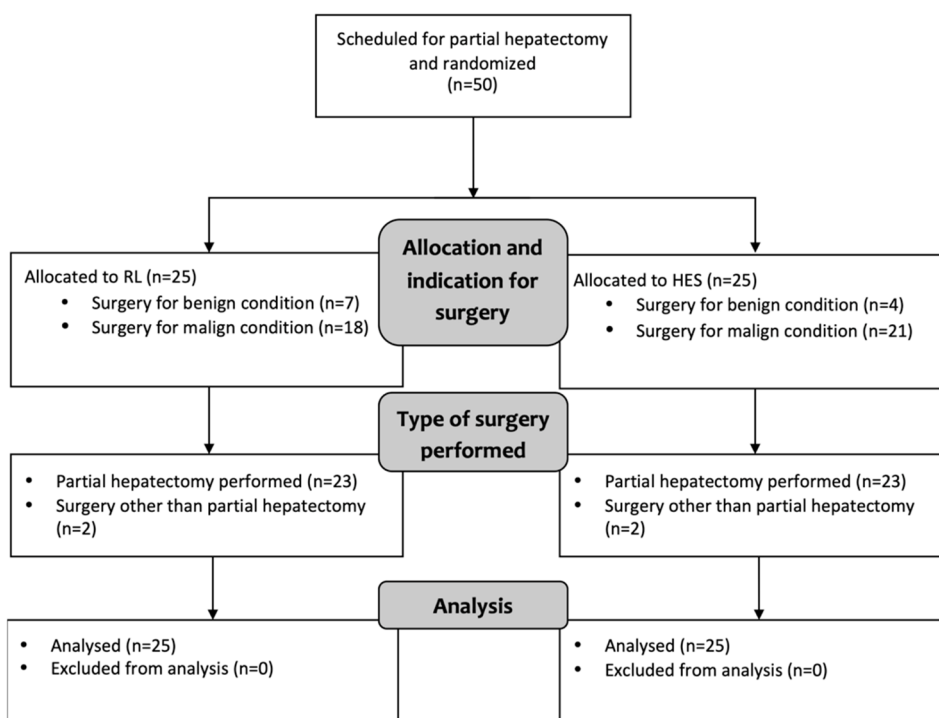 Scheduled for partial hepatectomy
and randomized
(n=50)
Allocation and
indication for
surgery
Allocated to RL (n=25)
• Surgery for benign condition (n=7)
• Surgery for malign condition (n=18)
Allocated to HES (n=25)
• Surgery for benign condition (n=4)
• Surgery for malign condition (n=21)
Type of surgery
performed
• Partial hepatectomy performed (n=23)
• Surgery other than partial hepatectomy
(n=2)
• Partial hepatectomy performed (n=23)
• Surgery other than partial hepatectomy
(n=2)
Analysis
• Analysed (n=25)
• Excluded from analysis (n=0)
• Analysed (n=25)
• Excluded from analysis (n=0)